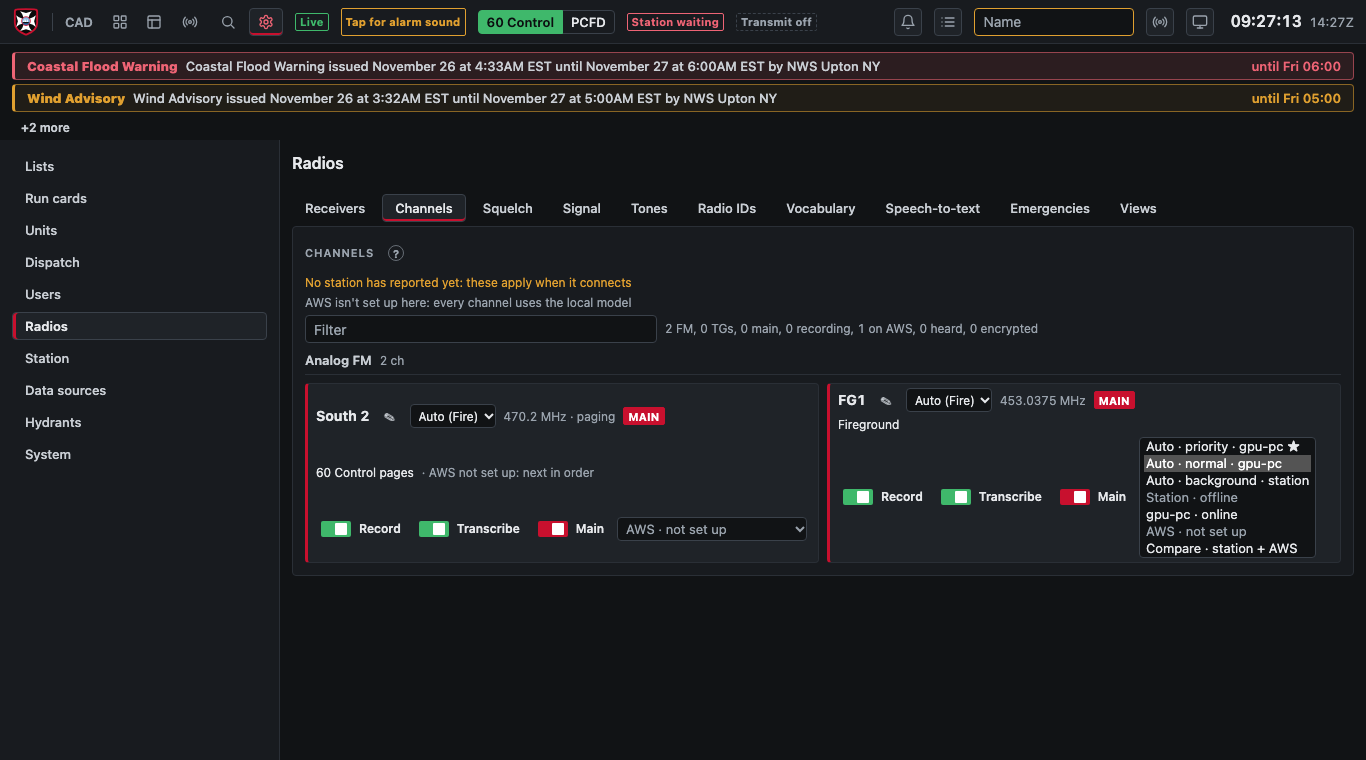 CAD
Live
Tap for alarm sound
60 Control PCFD
Station waiting
Transmit off
Name
09:27:13 14:27Z
Coastal Flood Warning Coastal Flood Warning issued November 26 at 4:33AM EST until November 27 at 6:00AM EST by NWS Upton NY until Fri 06:00
Wind Advisory Wind Advisory issued November 26 at 3:32AM EST until November 27 at 5:00AM EST by NWS Upton NY until Fri 05:00
+2 more
Lists
Run cards
Units
Dispatch
Users
Radios
Station
Data sources
Hydrants
System
Radios
Receivers Channels Squelch Signal Tones Radio IDs Vocabulary Speech-to-text Emergencies Views
CHANNELS ?
No station has reported yet: these apply when it connects
AWS isn't set up here: every channel uses the local model
Filter 2 FM, 0 TGs, 0 main, 0 recording, 1 on AWS, 0 heard, 0 encrypted
Analog FM 2 ch
South 2 Auto (Fire) 470.2 MHz · paging MAIN
60 Control pages · AWS not set up: next in order
Record Transcribe Main AWS · not set up
FG1 Auto (Fire) 453.0375 MHz MAIN
Fireground
Record Transcribe Main
Auto · priority · gpu-pc ★
Auto · normal · gpu-pc
Auto · background · station
Station · offline
gpu-pc · online
AWS · not set up
Compare · station + AWS